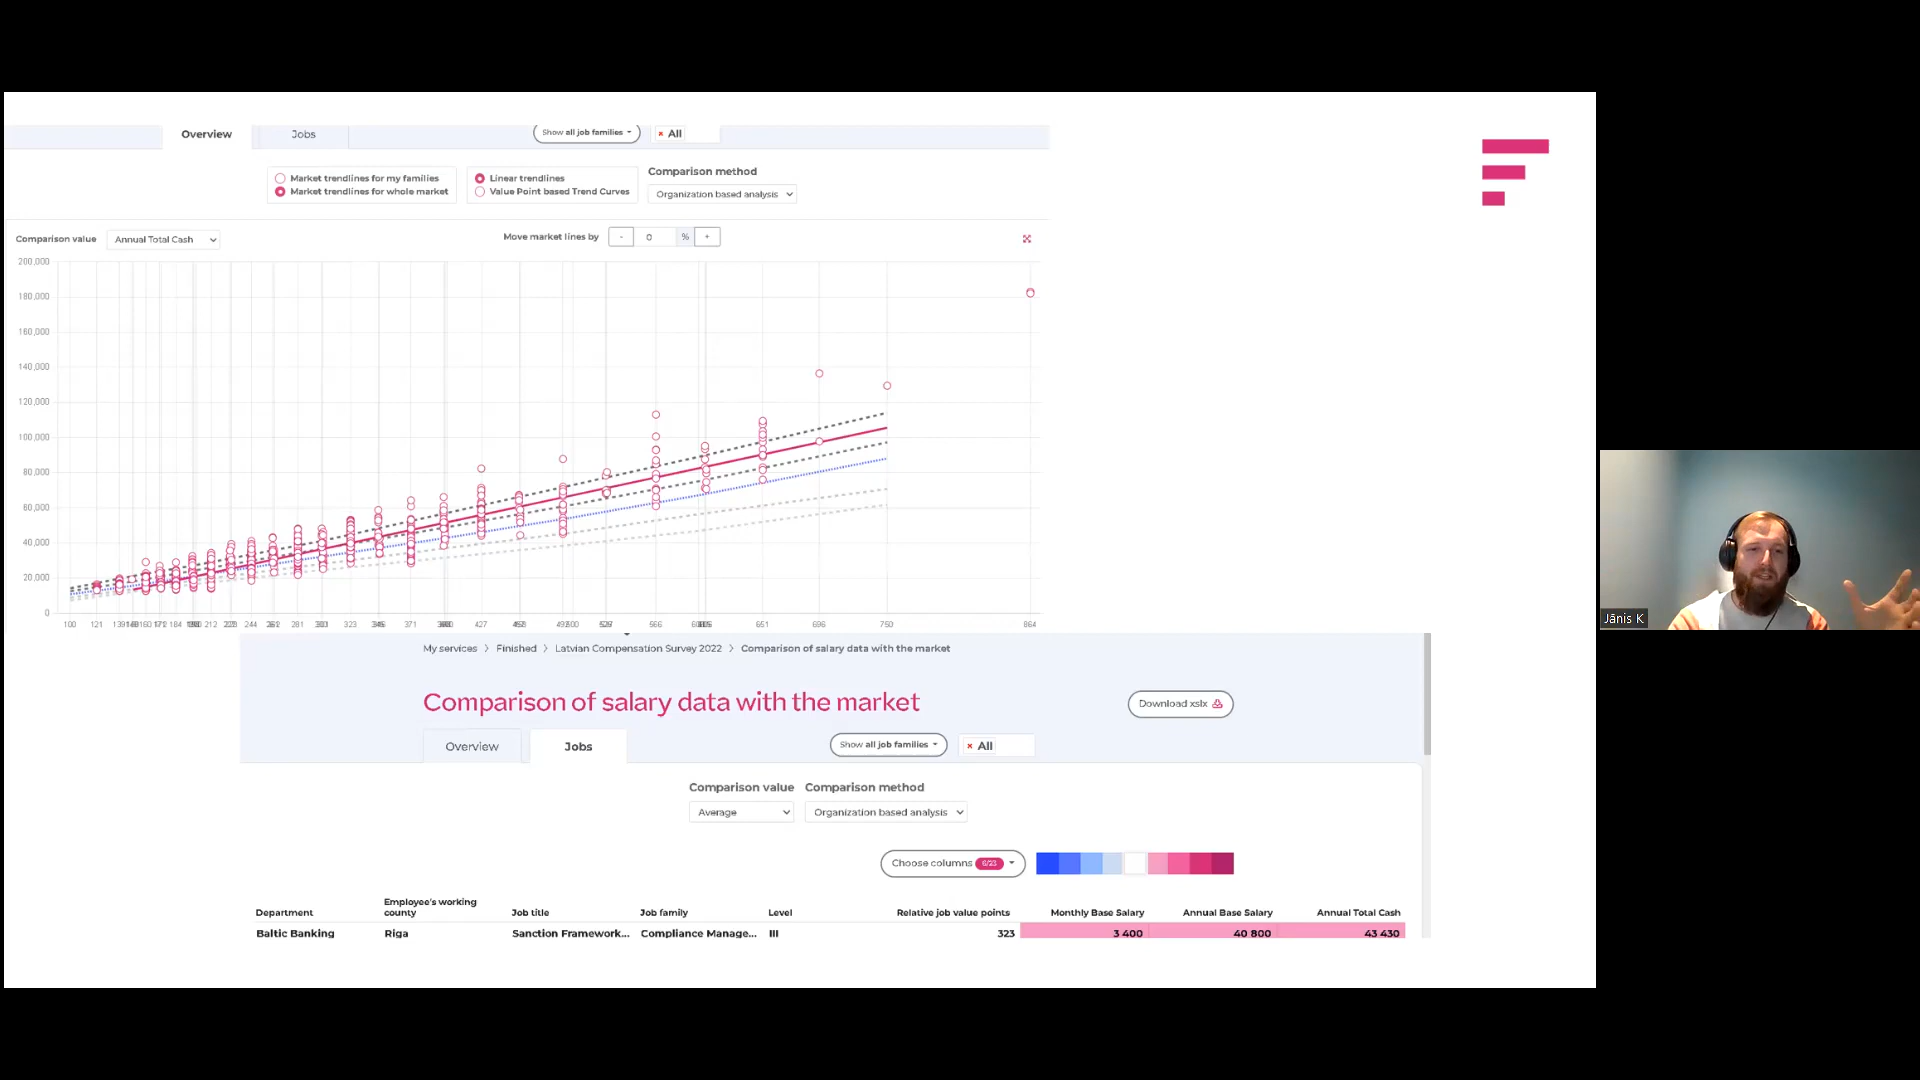 Overview Jobs Show all job families × All
Market trendlines for my families Linear trendlines Comparison method
Market trendlines for whole market Value Point based Trend Curves Organization based analysis
Comparison value Annual Total Cash Move market lines by - 0 % +
200,000
180,000
160,000
140,000
120,000
100,000
80,000
60,000
40,000
20,000
0
100 121 160 184 212 244 281 323 371 427 500 566 651 696 750 864
My services > Finished > Latvian Compensation Survey 2022 > Comparison of salary data with the market
Comparison of salary data with the market Download xslx
Overview Jobs Show all job families × All
Comparison value Comparison method
Average Organization based analysis
Choose columns 6/23
Department Employee's working county Job title Job family Level Relative job value points Monthly Base Salary Annual Base Salary Annual Total Cash
Baltic Banking Riga Sanction Framework... Compliance Manage... III 323 3 400 40 800 43 430
Jānis K